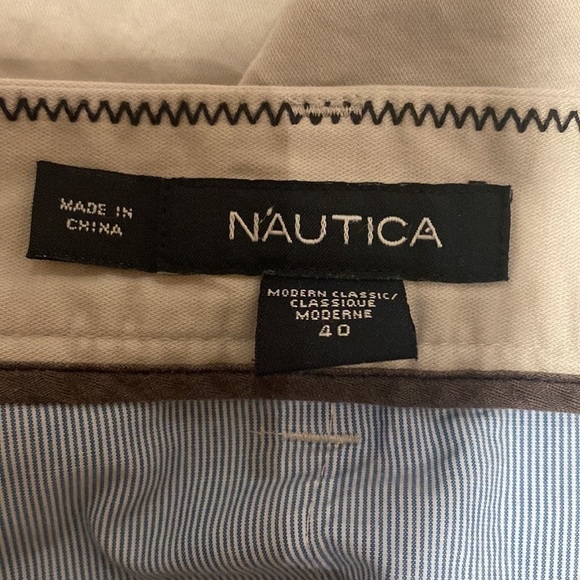 MADE IN
CHINA
NAUTICA
MODERN CLASSIC/
CLASSIQUE
MODERNE
40